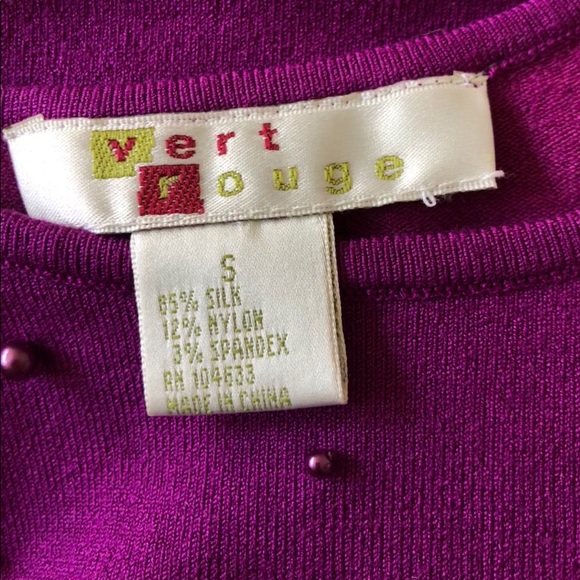 vert
rouge
S
85% SILK
12% NYLON
3% SPANDEX
RN 104633
MADE IN CHINA